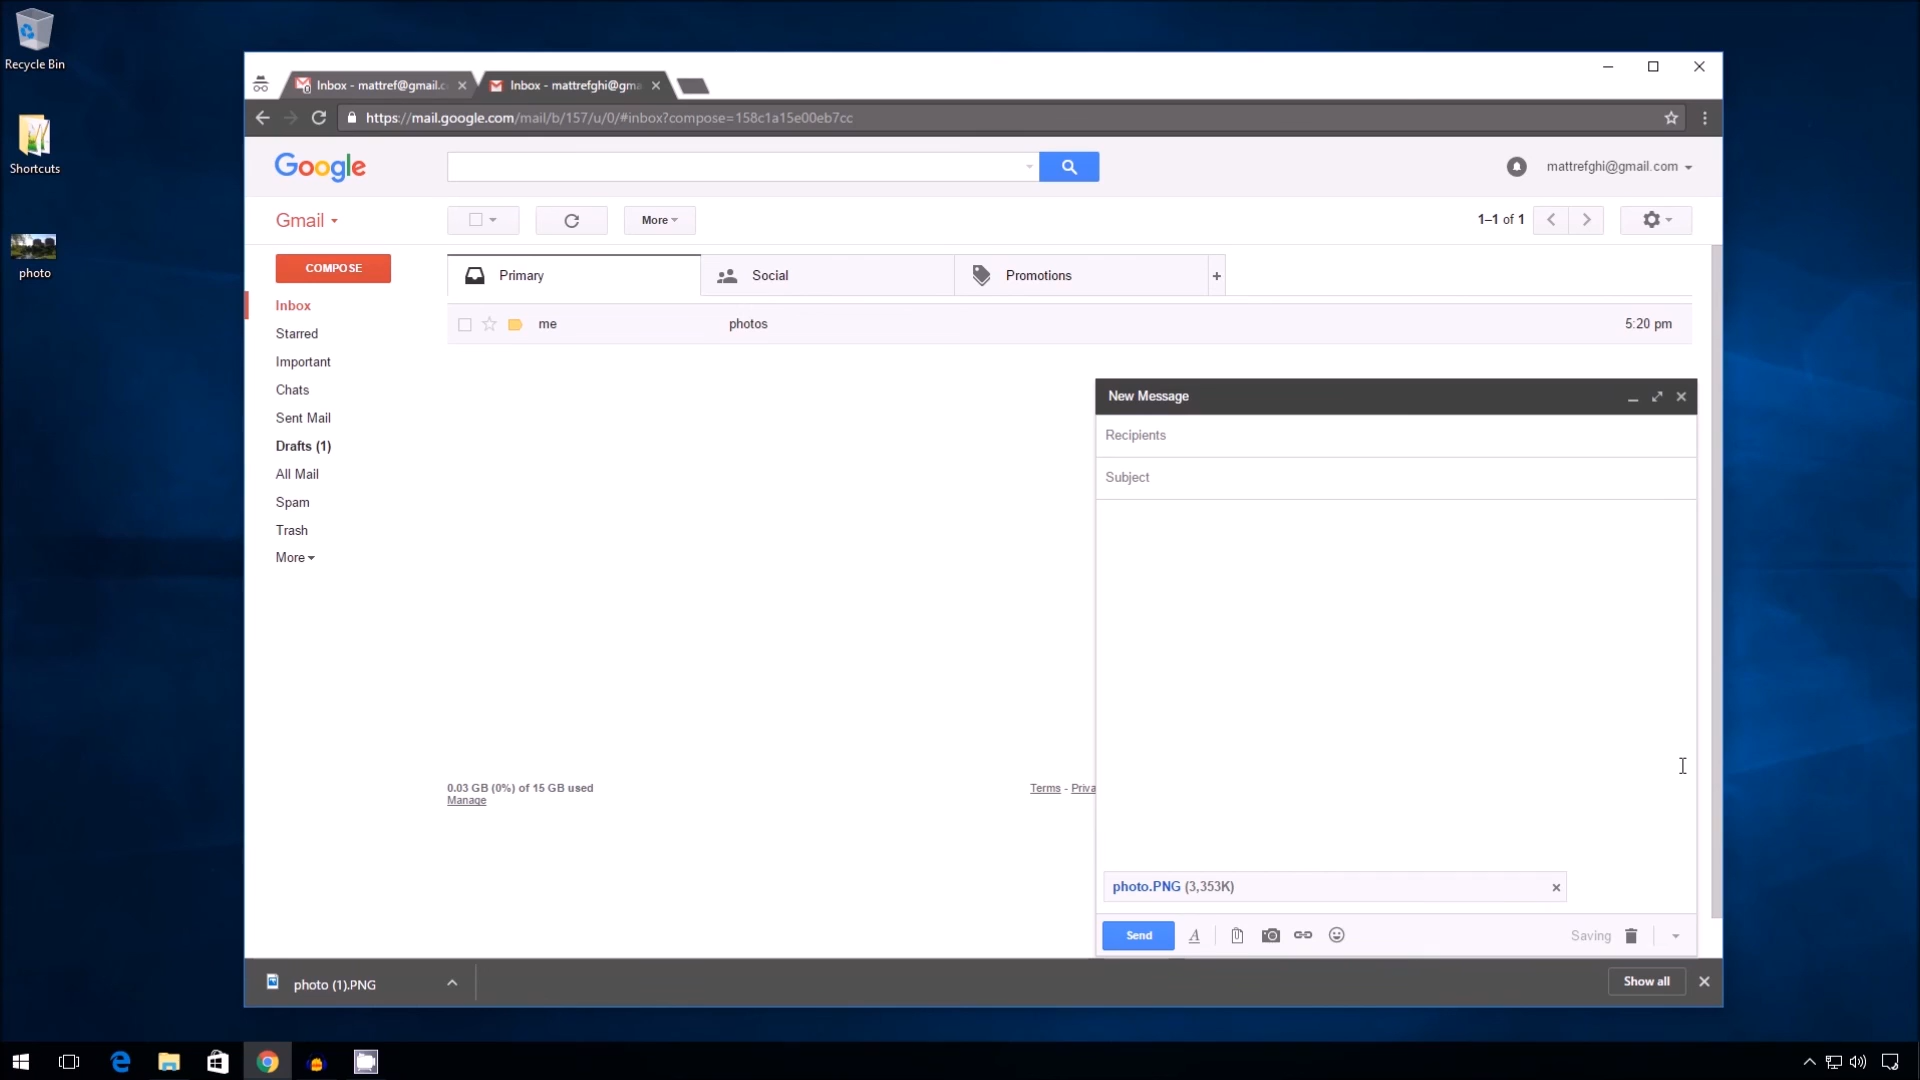 Recycle Bin
Shortcuts
photo
Inbox - mattref@gmail.c
Inbox - mattrefghi@gma
https://mail.google.com/mail/b/157/u/0/#inbox?compose=158c1a15e00eb7cc
Google
mattrefghi@gmail.com
Gmail
More
1–1 of 1
COMPOSE
Primary
Social
Promotions
+
Inbox
Starred
Important
Chats
Sent Mail
Drafts (1)
All Mail
Spam
Trash
More
me photos 5:20 pm
New Message
Recipients
Subject
0.03 GB (0%) of 15 GB used
Manage
Terms - Priva
photo.PNG (3,353K)
Send
A
Saving
photo (1).PNG
Show all